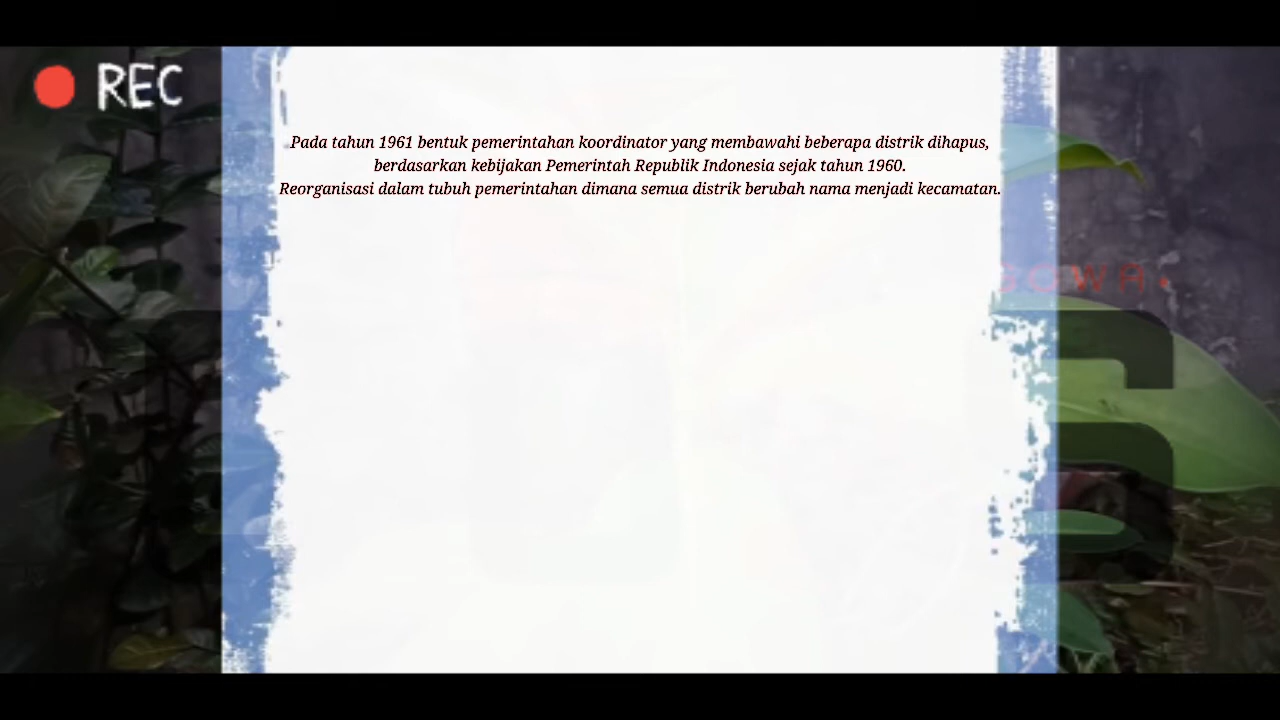 REC
Pada tahun 1961 bentuk pemerintahan koordinator yang membawahi beberapa distrik dihapus,
berdasarkan kebijakan Pemerintah Republik Indonesia sejak tahun 1960.
Reorganisasi dalam tubuh pemerintahan dimana semua distrik berubah nama menjadi kecamatan.
GOWA